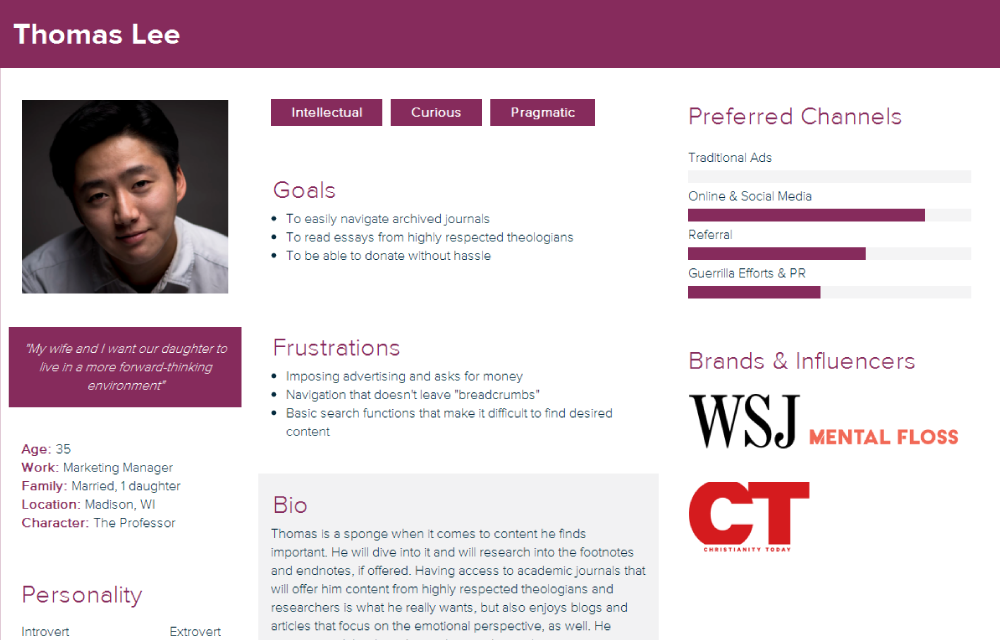 Thomas Lee
"My wife and I want our daughter to
live in a more forward-thinking
environment"
Age: 35
Work: Marketing Manager
Family: Married, 1 daughter
Location: Madison, WI
Character: The Professor
Personality
Introvert Extrovert
Intellectual Curious Pragmatic
Goals
To easily navigate archived journals
To read essays from highly respected theologians
To be able to donate without hassle
Frustrations
Imposing advertising and asks for money
Navigation that doesn't leave "breadcrumbs"
Basic search functions that make it difficult to find desired
content
Bio
Thomas is a sponge when it comes to content he finds
important. He will dive into it and will research into the footnotes
and endnotes, if offered. Having access to academic journals that
will offer him content from highly respected theologians and
researchers is what he really wants, but also enjoys blogs and
articles that focus on the emotional perspective, as well. He
Preferred Channels
Traditional Ads
Online & Social Media
Referral
Guerrilla Efforts & PR
Brands & Influencers
WSJ
MENTAL FLOSS
CT
CHRISTIANITY TODAY